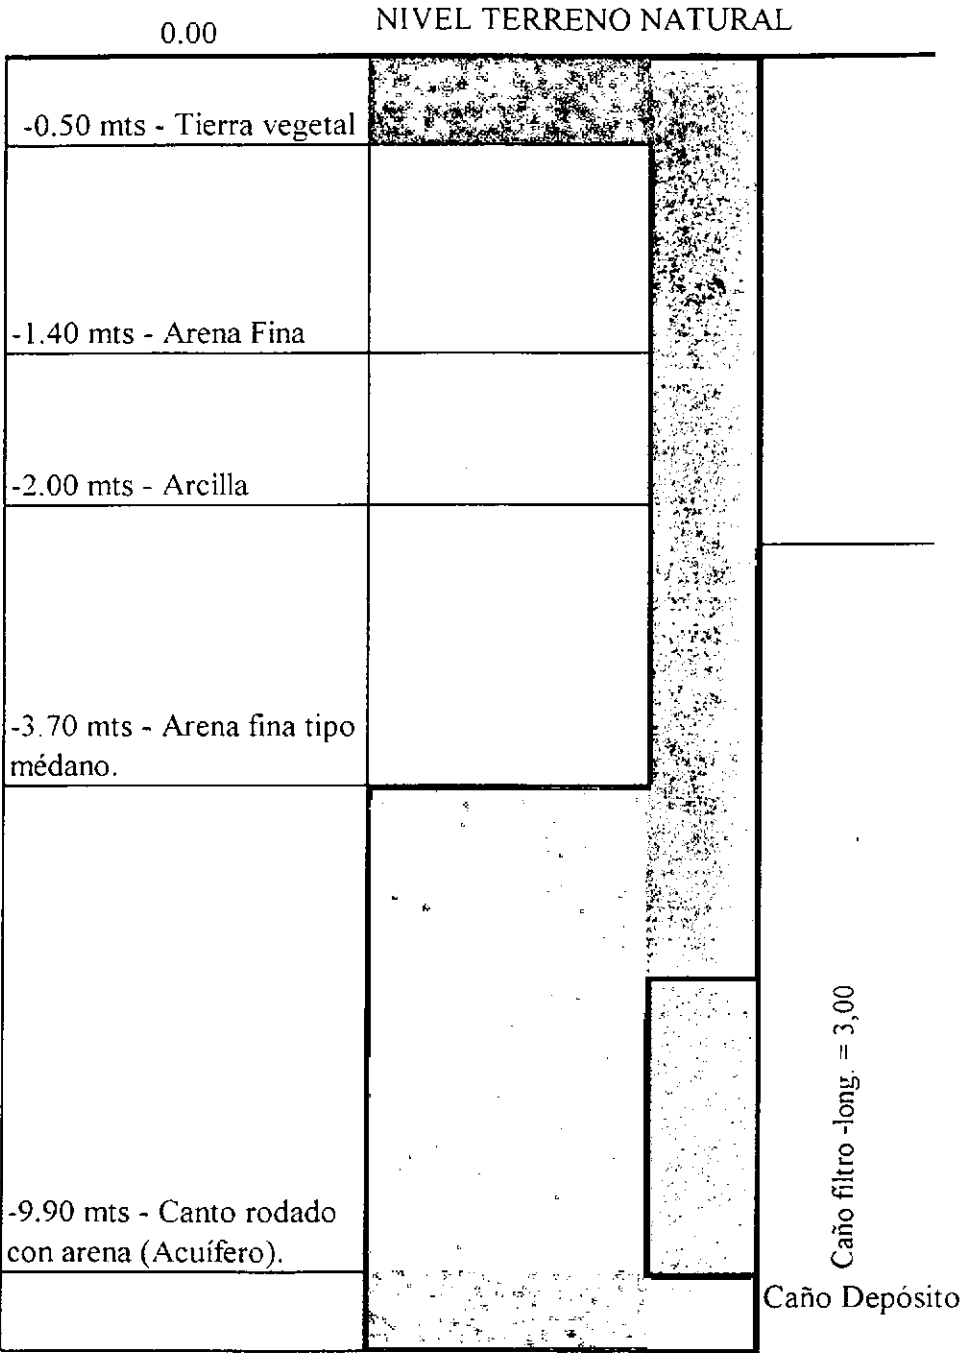 0.00
NIVEL TERRENO NATURAL
-0.50 mts - Tierra vegetal
-1.40 mts - Arena Fina
-2.00 mts - Arcilla
-3.70 mts - Arena fina tipo
médano.
-9.90 mts - Canto rodado
con arena (Acuífero).
Caño filtro -long. = 3,00
Caño Depósito